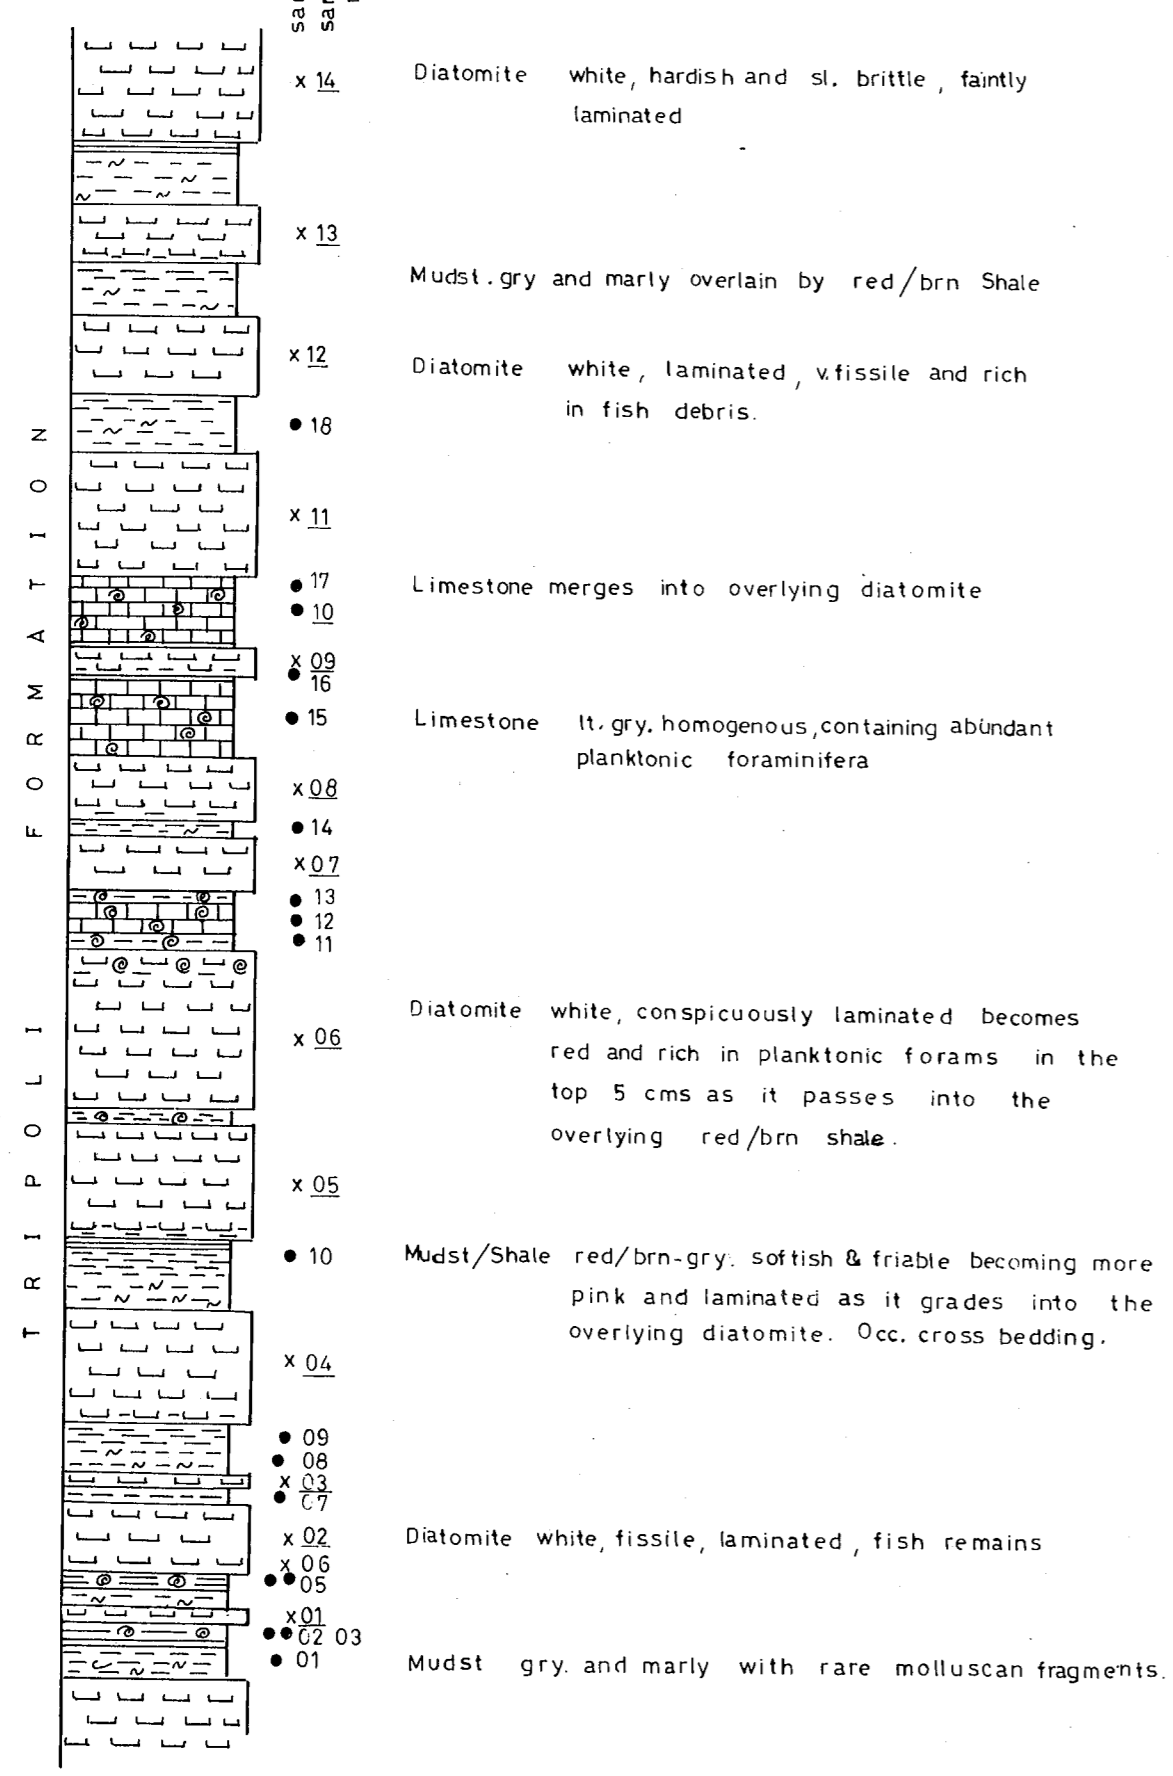 x 14 Diatomite white, hardish and sl. brittle, faintly
laminated
x 13
Mudst. gry and marly overlain by red/brn Shale
x 12
Diatomite white, laminated, v. fissile and rich
in fish debris.
● 18
x 11
● 17 Limestone merges into overlying diatomite
● 10
x 09
● 16
● 15 Limestone lt. gry. homogenous, containing abundant
planktonic foraminifera
x 08
● 14
x 07
● 13
● 12
● 11
Diatomite white, conspicuously laminated becomes
x 06
red and rich in planktonic forams in the
top 5 cms as it passes into the
overlying red/brn shale.
x 05
● 10 Mudst/Shale red/brn-gry. softish & friable becoming more
pink and laminated as it grades into the
overlying diatomite. Occ. cross bedding.
x 04
● 09
● 08
x 03
● 07
x 02 Diatomite white, fissile, laminated, fish remains
x 06
● ● 05
x 01
● ● 02 03
● 01 Mudst gry. and marly with rare molluscan fragments.
TRIPOLI FORMATION